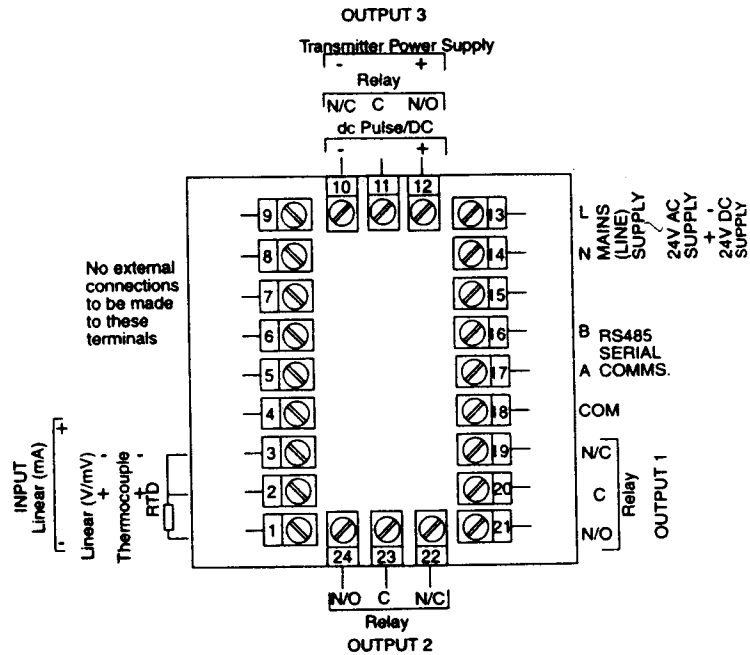 OUTPUT 3
Transmitter Power Supply
- +
Relay
N/C C N/O
dc Pulse/DC
- +
10 11 12
9
8
7
6
5
4
3
2
1
No external
connections
to be made
to these
terminals
13
14
15
16
17
18
19
20
21
L
N
MAINS
(LINE)
SUPPLY
24V AC
SUPPLY
- +
24V DC
SUPPLY
B
A
RS485
SERIAL
COMMS.
COM
N/C
C
N/O
Relay
OUTPUT 1
INPUT
Linear (mA)
+ -
Linear (V/mV)
+ -
Thermocouple
+ -
RTD
24 23 22
N/O C N/C
Relay
OUTPUT 2